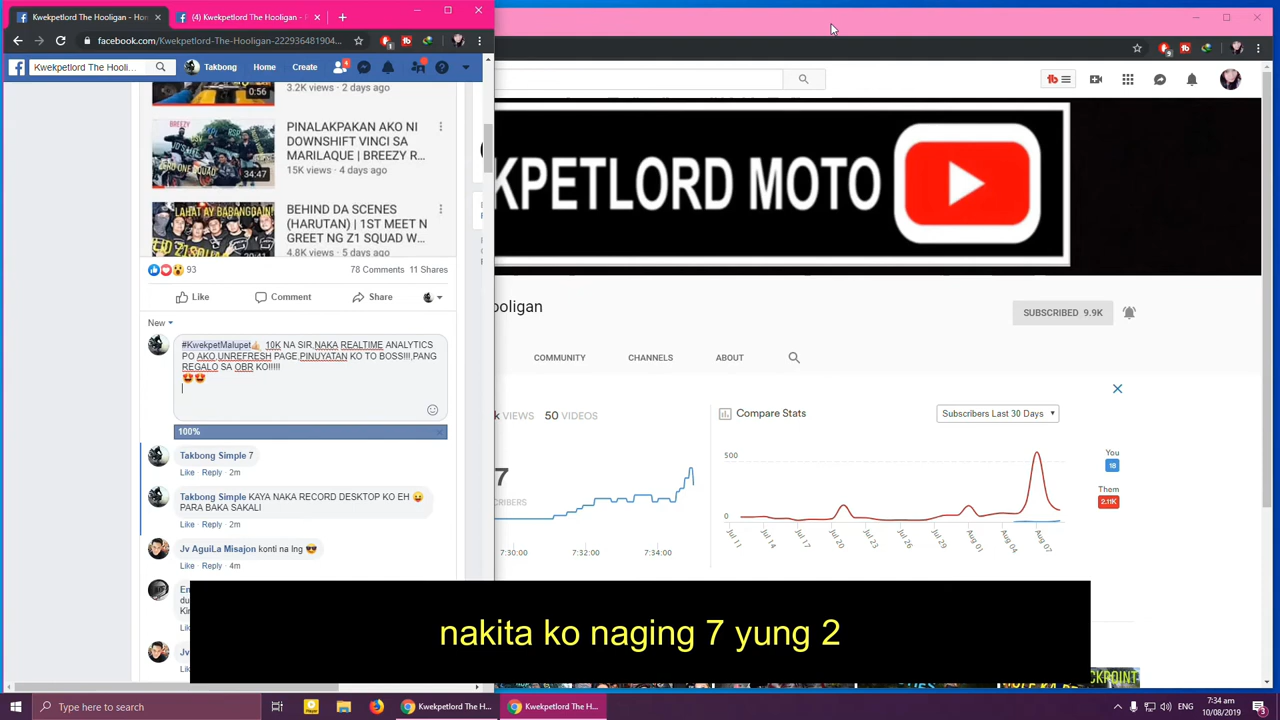 Kwekpetlord The Hooligan - Ho
(4) Kwekpetlord The Hooligan - F
facebook.com/Kwekpetlord-The-Hooligan-222936481904...
Kwekpetlord The Hooli...
Takbong
Home
Create
3.2K views · 2 days ago
0:56
PINALAKPAKAN AKO NI
DOWNSHIFT VINCI SA
MARILAQUE | BREEZY R...
15K views · 4 days ago
34:47
BEHIND DA SCENES
(HARUTAN) | 1ST MEET N
GREET NG Z1 SQUAD W...
4.8K views · 5 days ago
LAHAT AY BABANGGAIN!
93
78 Comments 11 Shares
Like
Comment
Share
New
#KwekpetMalupet 10K NA SIR,NAKA REALTIME ANALYTICS
PO AKO,UNREFRESH PAGE,PINUYATAN KO TO BOSS!!!,PANG
REGALO SA OBR KO!!!!!
100%
Takbong Simple 7
Like · Reply · 2m
Takbong Simple KAYA NAKA RECORD DESKTOP KO EH
PARA BAKA SAKALI
Like · Reply · 2m
Jv AguiLa Misajon konti na lng
Like · Reply · 4m
KPETLORD MOTO
ooligan
SUBSCRIBED 9.9K
COMMUNITY
CHANNELS
ABOUT
k VIEWS 50 VIDEOS
7
CRIBERS
7:30:00
7:32:00
7:34:00
Compare Stats
Subscribers Last 30 Days
500
0
Jul 11
Jul 14
Jul 17
Jul 20
Jul 23
Jul 26
Jul 29
Aug 01
Aug 04
Aug 07
You
18
Them
2.11K
nakita ko naging 7 yung 2
Type here to search
Kwekpetlord The H...
Kwekpetlord The H...
ENG
7:34 am
10/08/2019
3